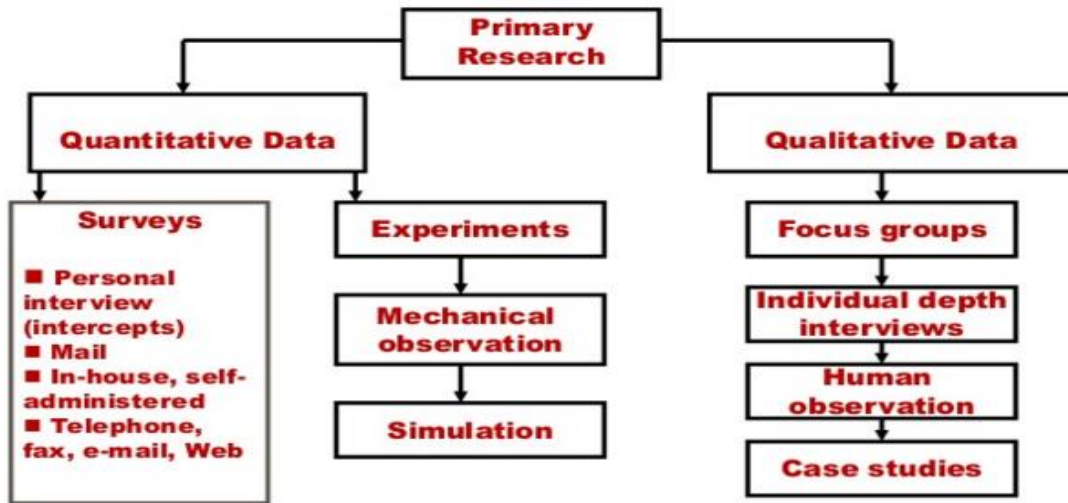 Primary
Research
Quantitative Data
Qualitative Data
Surveys
■ Personal
interview
(intercepts)
■ Mail
■ In-house, self-
administered
■ Telephone,
fax, e-mail, Web
Experiments
Mechanical
observation
Simulation
Focus groups
Individual depth
interviews
Human
observation
Case studies